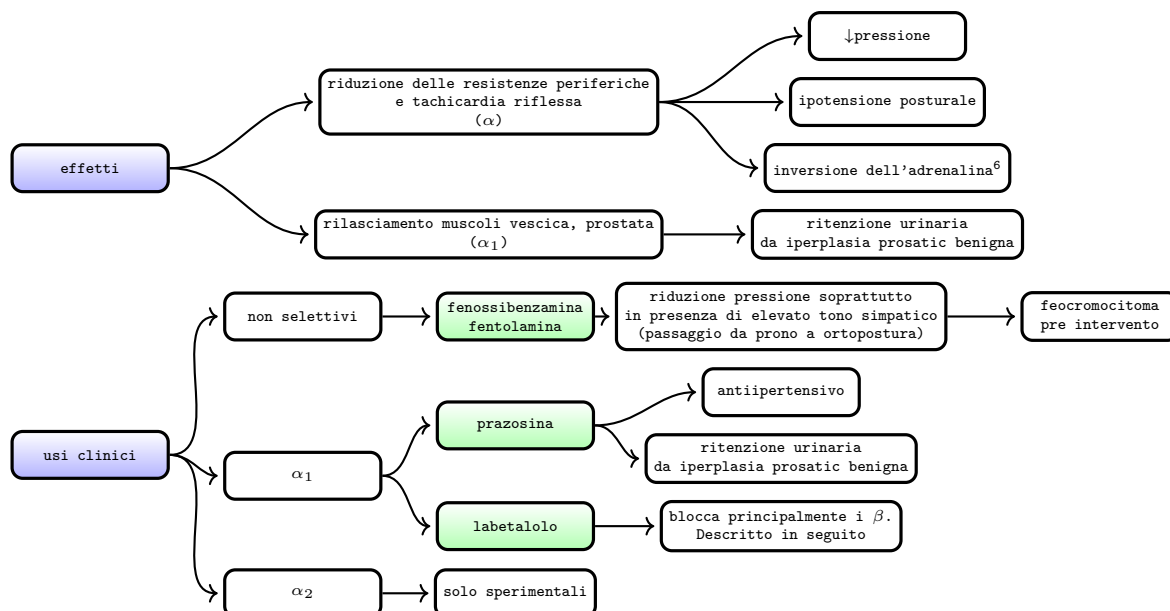 effetti
riduzione delle resistenze periferiche
e tachicardia riflessa
(α)
↓pressione
ipotensione posturale
inversione dell'adrenalina⁶
rilasciamento muscoli vescica, prostata
(α₁)
ritenzione urinaria
da iperplasia prosatic benigna
usi clinici
non selettivi
fenossibenzamina
fentolamina
riduzione pressione soprattutto
in presenza di elevato tono simpatico
(passaggio da prono a ortopostura)
feocromocitoma
pre intervento
α₁
prazosina
antiipertensivo
ritenzione urinaria
da iperplasia prosatic benigna
labetalolo
blocca principalmente i β.
Descritto in seguito
α₂
solo sperimentali